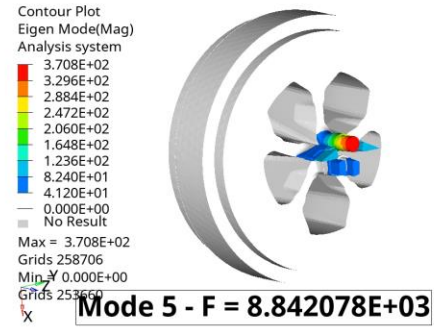 Contour Plot
Eigen Mode(Mag)
Analysis system
3.708E+02
3.296E+02
2.884E+02
2.472E+02
2.060E+02
1.648E+02
1.236E+02
8.240E+01
4.120E+01
0.000E+00
No Result
Max = 3.708E+02
Grids 258706
Min = 0.000E+00
Grids 253660
Y
Z
X
Mode 5 - F = 8.842078E+03